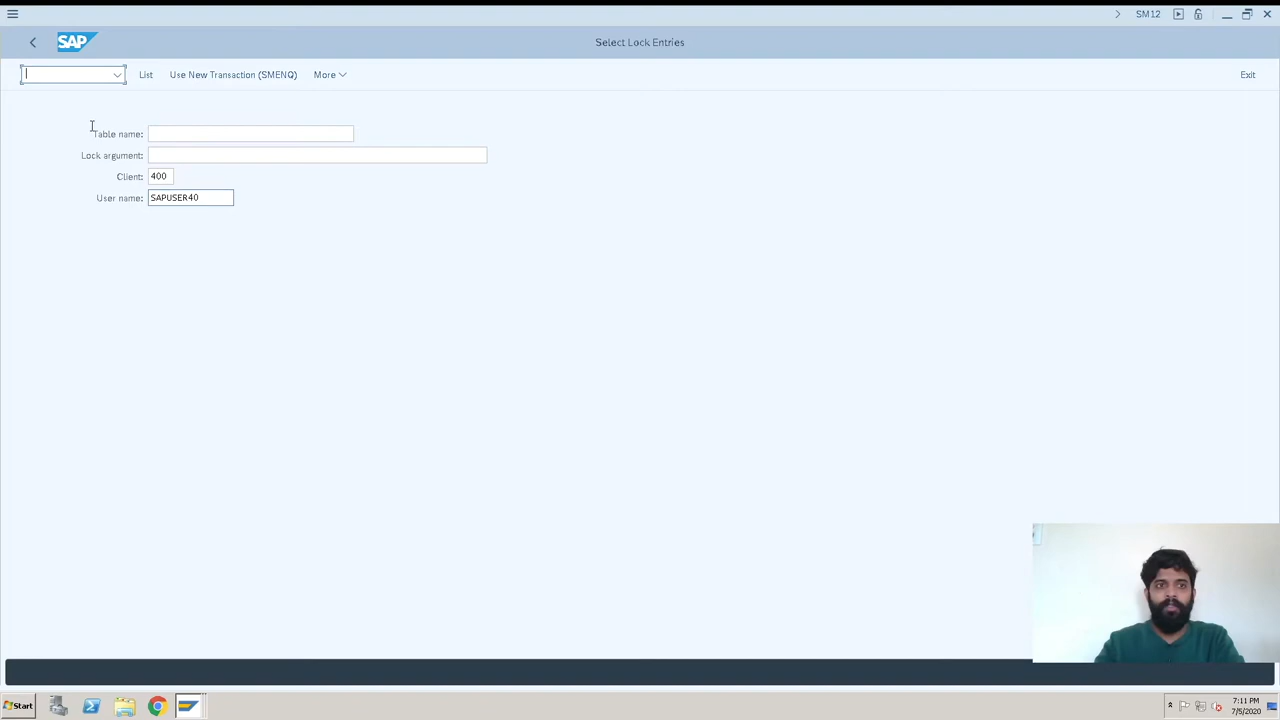 SM12
SAP
Select Lock Entries
List
Use New Transaction (SMENQ)
More
Exit
Table name:
Lock argument:
Client: 400
User name: SAPUSER40
Start
7:11 PM
7/5/2020